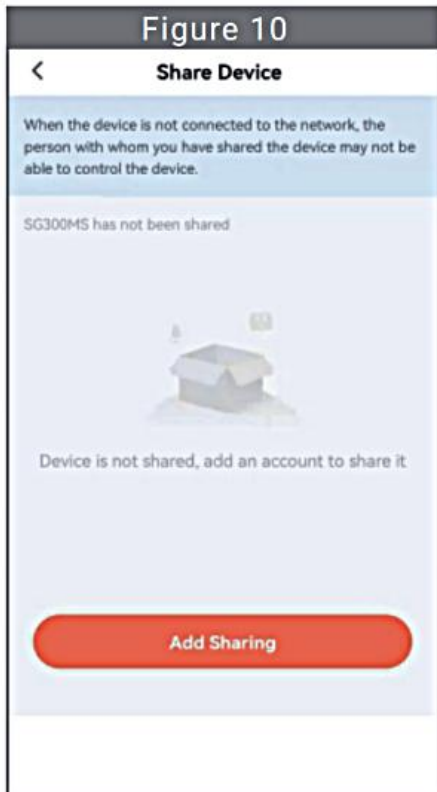 Figure 10
Share Device
When the device is not connected to the network, the
person with whom you have shared the device may not be
able to control the device.
SG300MS has not been shared
Device is not shared, add an account to share it
Add Sharing